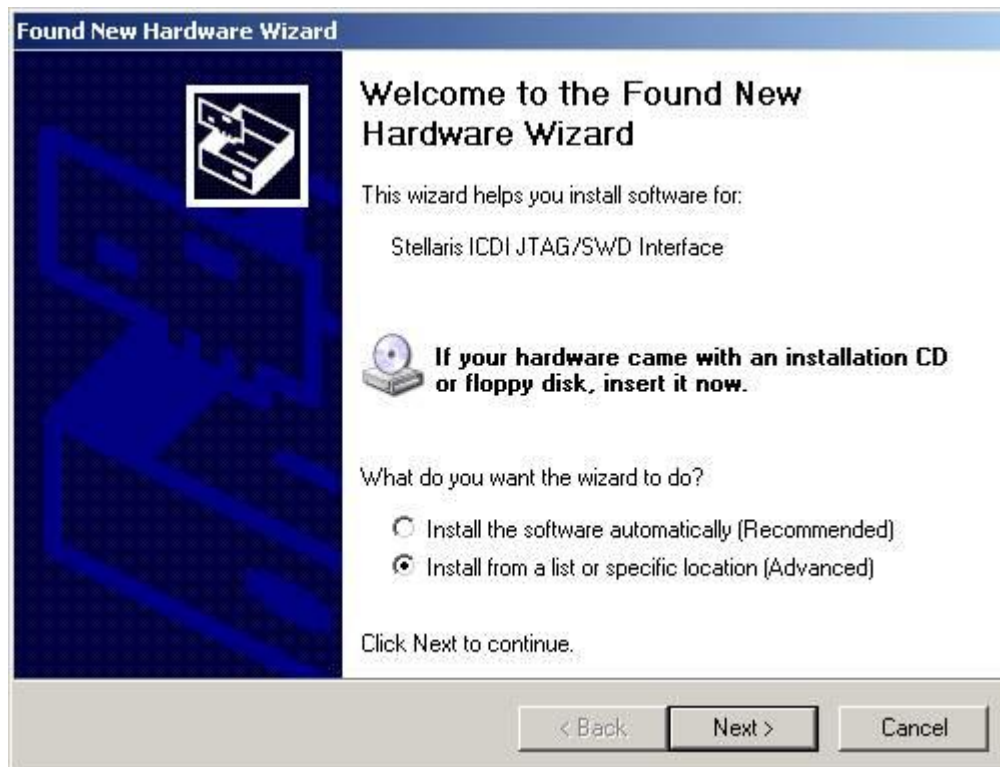 Found New Hardware Wizard
Welcome to the Found New
Hardware Wizard
This wizard helps you install software for:
Stellaris ICDI JTAG/SWD Interface
If your hardware came with an installation CD
or floppy disk, insert it now.
What do you want the wizard to do?
Install the software automatically (Recommended)
Install from a list or specific location (Advanced)
Click Next to continue.
< Back
Next >
Cancel